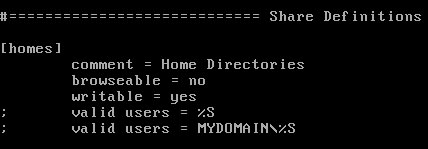 #============================ Share Definitions
[homes]
        comment = Home Directories
        browseable = no
        writable = yes
;       valid users = %S
;       valid users = MYDOMAIN\%S